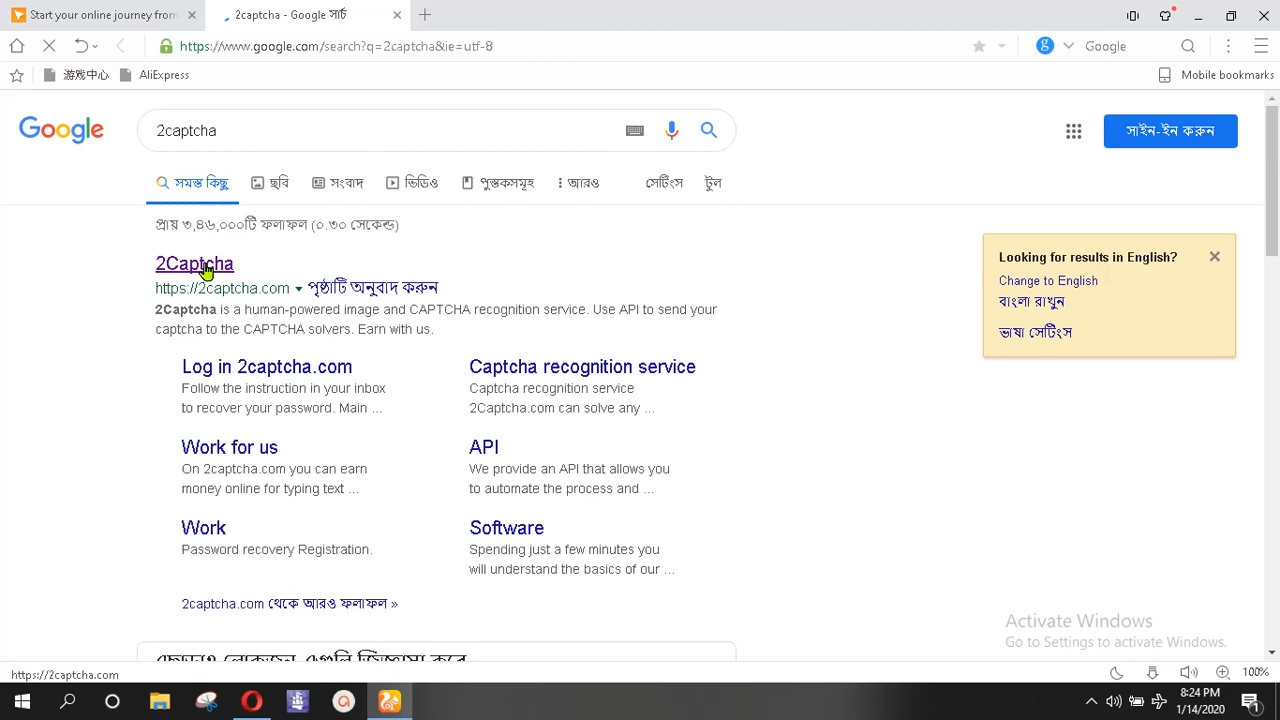 Start your online journey from
2captcha - Google সার্চ
https://www.google.com/search?q=2captcha&ie=utf-8
Google
游戏中心
AliExpress
Mobile bookmarks
Google
2captcha
সাইন-ইন করুন
সমস্ত কিছু
ছবি
সংবাদ
ভিডিও
পুস্তকসমূহ
আরও
সেটিংস
টুল
প্রায় ৩,৪৬,০০০টি ফলাফল (০.৩০ সেকেন্ড)
2Captcha
https://2captcha.com পৃষ্ঠাটি অনুবাদ করুন
2Captcha is a human-powered image and CAPTCHA recognition service. Use API to send your
captcha to the CAPTCHA solvers. Earn with us.
Log in 2captcha.com
Follow the instruction in your inbox
to recover your password. Main ...
Captcha recognition service
Captcha recognition service
2Captcha.com can solve any ...
Work for us
On 2captcha.com you can earn
money online for typing text ...
API
We provide an API that allows you
to automate the process and ...
Work
Password recovery Registration.
Software
Spending just a few minutes you
will understand the basics of our ...
2captcha.com থেকে আরও ফলাফল »
Looking for results in English?
Change to English
বাংলা রাখুন
ভাষা সেটিংস
Activate Windows
Go to Settings to activate Windows.
https://2captcha.com
100%
8:24 PM
1/14/2020